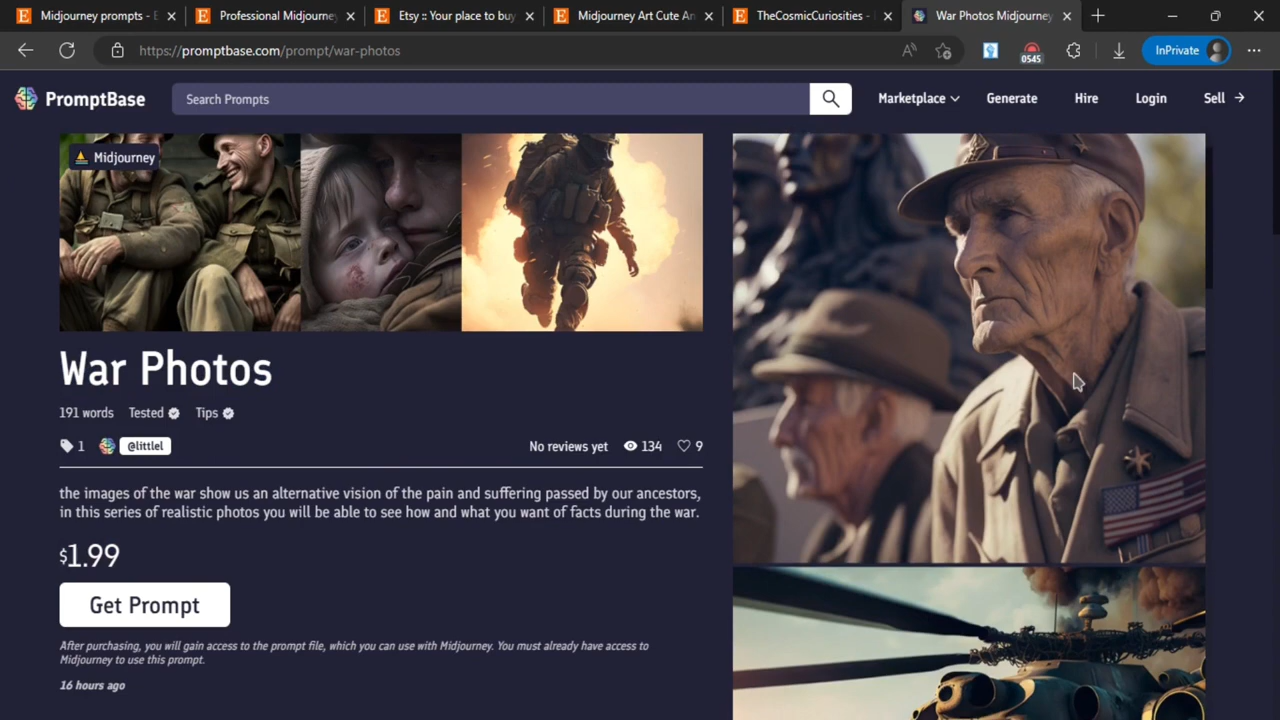 Midjourney prompts - E
Professional Midjourney
Etsy :: Your place to buy
Midjourney Art Cute An
TheCosmicCuriosities -
War Photos Midjourney
https://promptbase.com/prompt/war-photos
0545
InPrivate
PromptBase
Search Prompts
Marketplace
Generate
Hire
Login
Sell
Midjourney
War Photos
191 words
Tested
Tips
1
@littlel
No reviews yet
134
9
the images of the war show us an alternative vision of the pain and suffering passed by our ancestors,
in this series of realistic photos you will be able to see how and what you want of facts during the war.
$1.99
Get Prompt
After purchasing, you will gain access to the prompt file, which you can use with Midjourney. You must already have access to
Midjourney to use this prompt.
16 hours ago